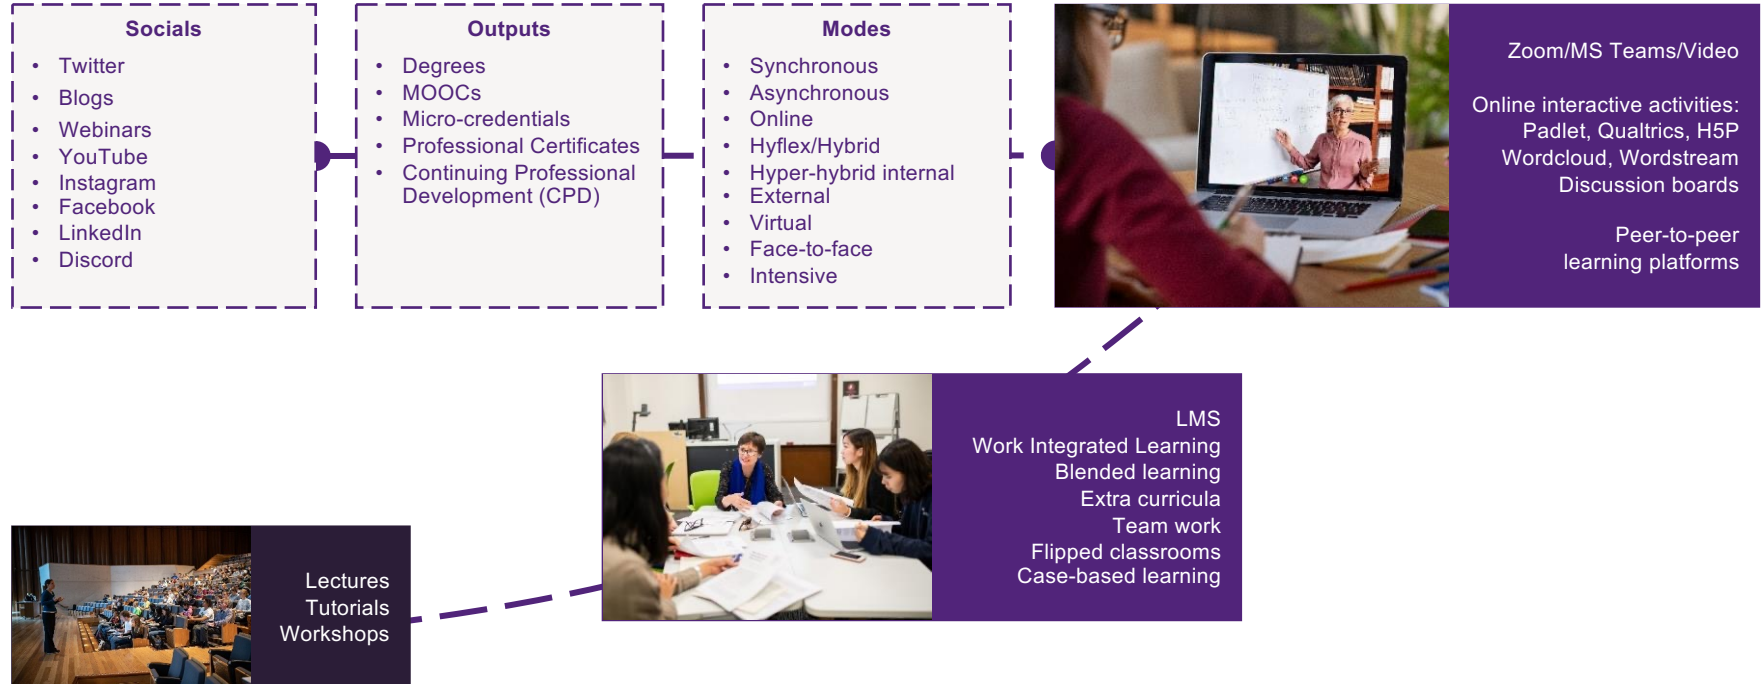 Socials
• Twitter
• Blogs
• Webinars
• YouTube
• Instagram
• Facebook
• LinkedIn
• Discord
Outputs
• Degrees
• MOOCs
• Micro-credentials
• Professional Certificates
• Continuing Professional
Development (CPD)
Modes
• Synchronous
• Asynchronous
• Online
• Hyflex/Hybrid
• Hyper-hybrid internal
• External
• Virtual
• Face-to-face
• Intensive
Zoom/MS Teams/Video
Online interactive activities:
Padlet, Qualtrics, H5P
Wordcloud, Wordstream
Discussion boards
Peer-to-peer
learning platforms
LMS
Work Integrated Learning
Blended learning
Extra curricula
Team work
Flipped classrooms
Case-based learning
Lectures
Tutorials
Workshops